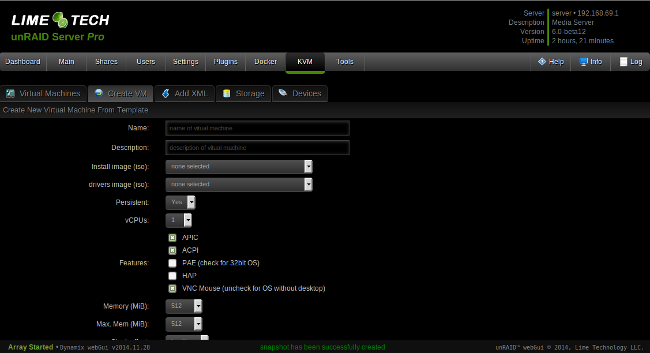 LIME TECH
unRAID Server Pro
Server server • 192.168.69.1
Description Media Server
Version 6.0-beta12
Uptime 2 hours, 21 minutes
Dashboard Main Shares Users Settings Plugins Docker KVM Tools Help Info Log
Virtual Machines Create VM Add XML Storage Devices
Create New Virtual Machine From Template
Name: name of vitual machine
Description: description of vitual machine
Install image (iso): none selected
drivers image (iso): none selected
Persistent: Yes
vCPUs: 1
APIC
ACPI
Features: PAE (check for 32bit OS)
HAP
VNC Mouse (uncheck for OS without desktop)
Memory (MiB): 512
Max. Mem (MiB): 512
Array Started • Dynamix webGui v2014.11.28 snapshot has been successfully created unRAID™ webGui © 2014, Lime Technology LLC.